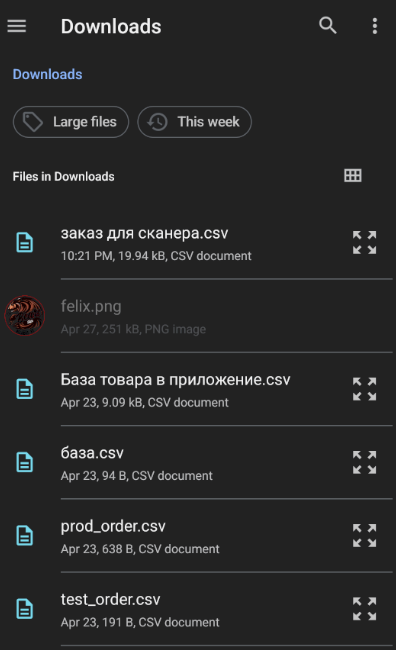 Downloads
Downloads
Large files
This week
Files in Downloads
заказ для сканера.csv
10:21 PM, 19.94 kB, CSV document
felix.png
Apr 27, 251 kB, PNG image
База товара в приложение.csv
Apr 23, 9.09 kB, CSV document
база.csv
Apr 23, 94 B, CSV document
prod_order.csv
Apr 23, 638 B, CSV document
test_order.csv
Apr 23, 191 B, CSV document